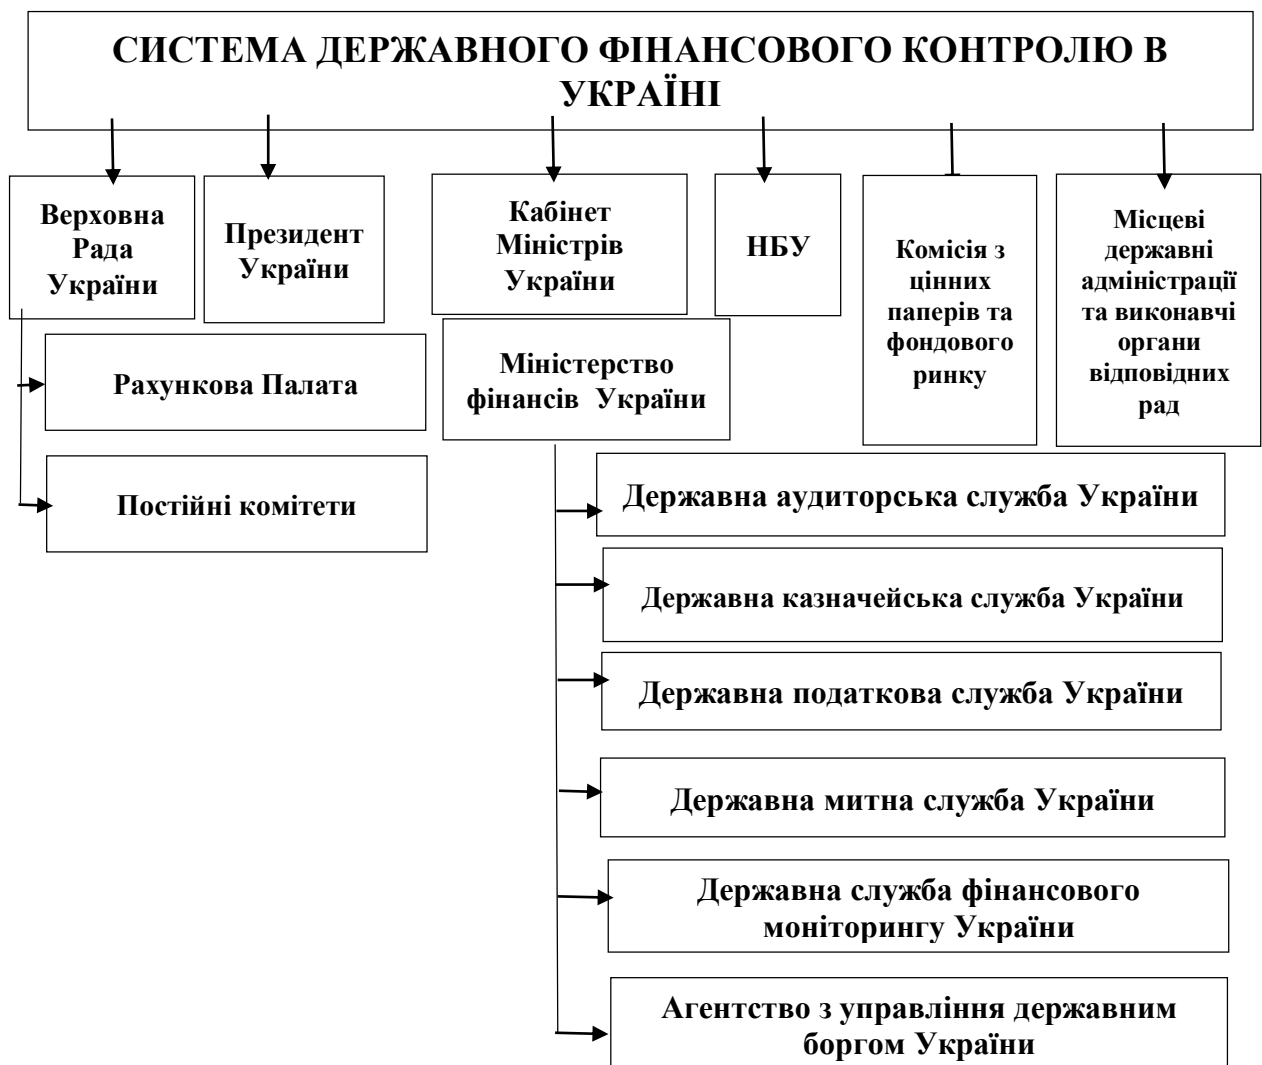 СИСТЕМА ДЕРЖАВНОГО ФІНАНСОВОГО КОНТРОЛЮ В
УКРАЇНІ
Верховна
Рада
України
Президент
України
Кабінет
Міністрів
України
НБУ
Комісія з
цінних
паперів та
фондового
ринку
Місцеві
державні
адміністрації
та виконавчі
органи
відповідних
рад
Рахункова Палата
Постійні комітети
Міністерство
фінансів України
Державна аудиторська служба України
Державна казначейська служба України
Державна податкова служба України
Державна митна служба України
Державна служба фінансового
моніторингу України
Агентство з управління державним
боргом України